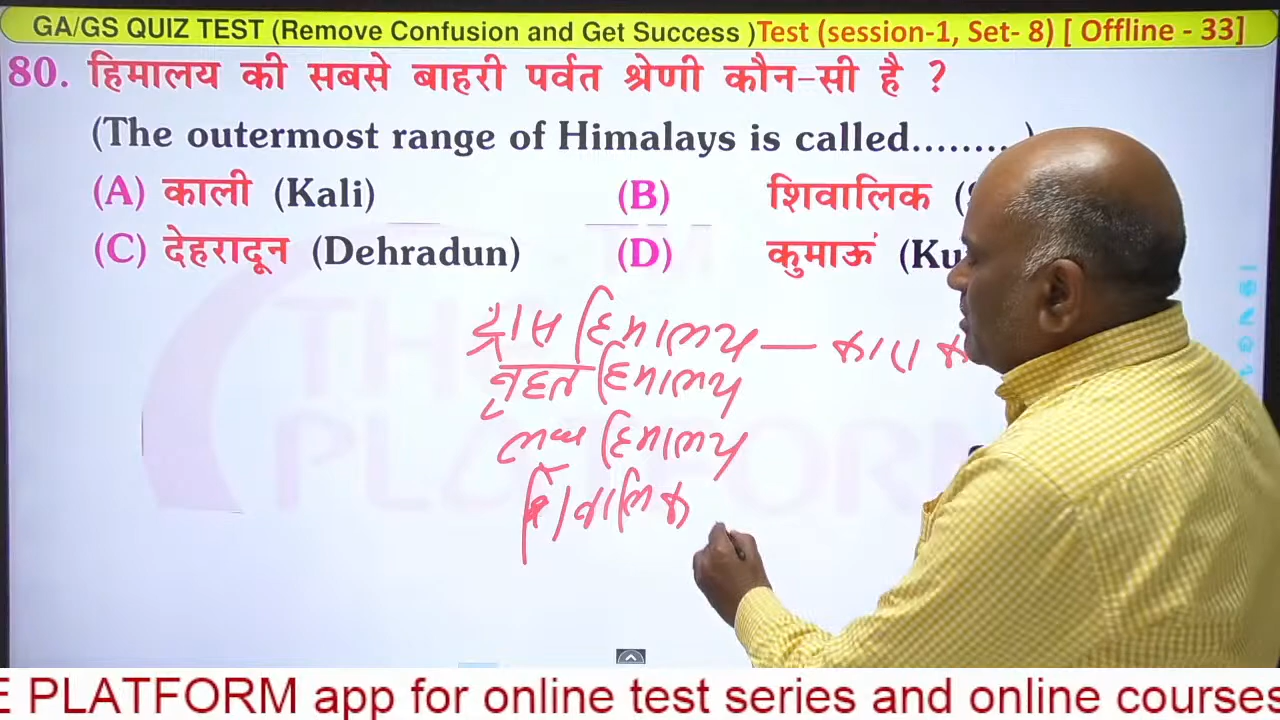 GA/GS QUIZ TEST (Remove Confusion and Get Success )Test (session-1, Set- 8) [ Offline - 33]
80. हिमालय की सबसे बाहरी पर्वत श्रेणी कौन-सी है ?
(The outermost range of Himalays is called........)
(A) काली (Kali) (B) शिवालिक
(C) देहरादून (Dehradun) (D) कुमाऊं (Ku
ट्रांस हिमालय —
बृहत हिमालय
लघु हिमालय
शिवालिक
E PLATFORM app for online test series and online courses